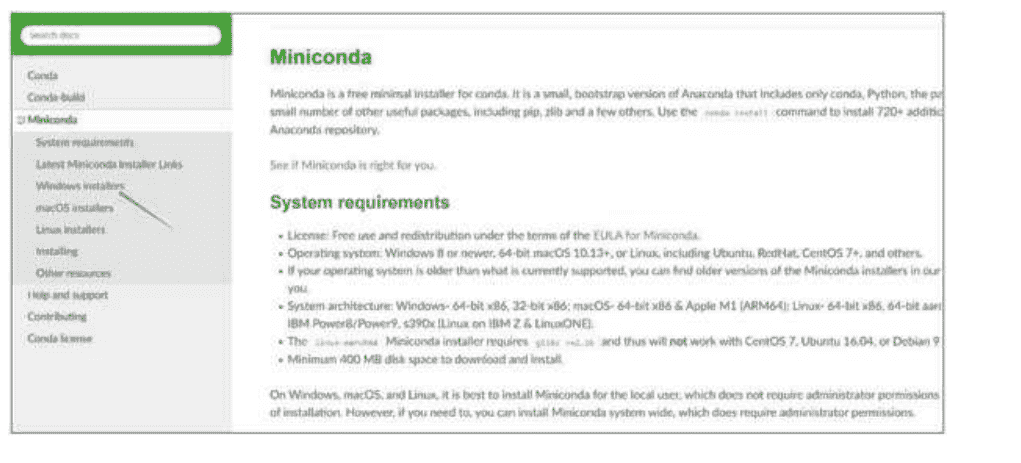 Search docs
Conda
Conda-build
Miniconda
System requirements
Latest Miniconda Installer Links
Windows installers
macOS installers
Linux installers
Installing
Other resources
Help and support
Contributing
Conda license
Miniconda
Miniconda is a free minimal installer for conda. It is a small, bootstrap version of Anaconda that includes only conda, Python, the pa
small number of other useful packages, including pip, zlib and a few others. Use the conda install command to install 720+ additic
Anaconda repository.
See if Miniconda is right for you.
System requirements
• License: Free use and redistribution under the terms of the EULA for Miniconda.
• Operating system: Windows 8 or newer, 64-bit macOS 10.13+, or Linux, including Ubuntu, RedHat, CentOS 7+, and others.
• If your operating system is older than what is currently supported, you can find older versions of the Miniconda installers in our
you.
• System architecture: Windows- 64-bit x86, 32-bit x86; macOS- 64-bit x86 & Apple M1 (ARM64); Linux- 64-bit x86, 64-bit aar
IBM Power8/Power9, s390x (Linux on IBM Z & LinuxONE).
• The Miniconda installer requires and thus will not work with CentOS 7, Ubuntu 16.04, or Debian 9
• Minimum 400 MB disk space to download and install.
On Windows, macOS, and Linux, it is best to install Miniconda for the local user, which does not require administrator permissions
of installation. However, if you need to, you can install Miniconda system wide, which does require administrator permissions.